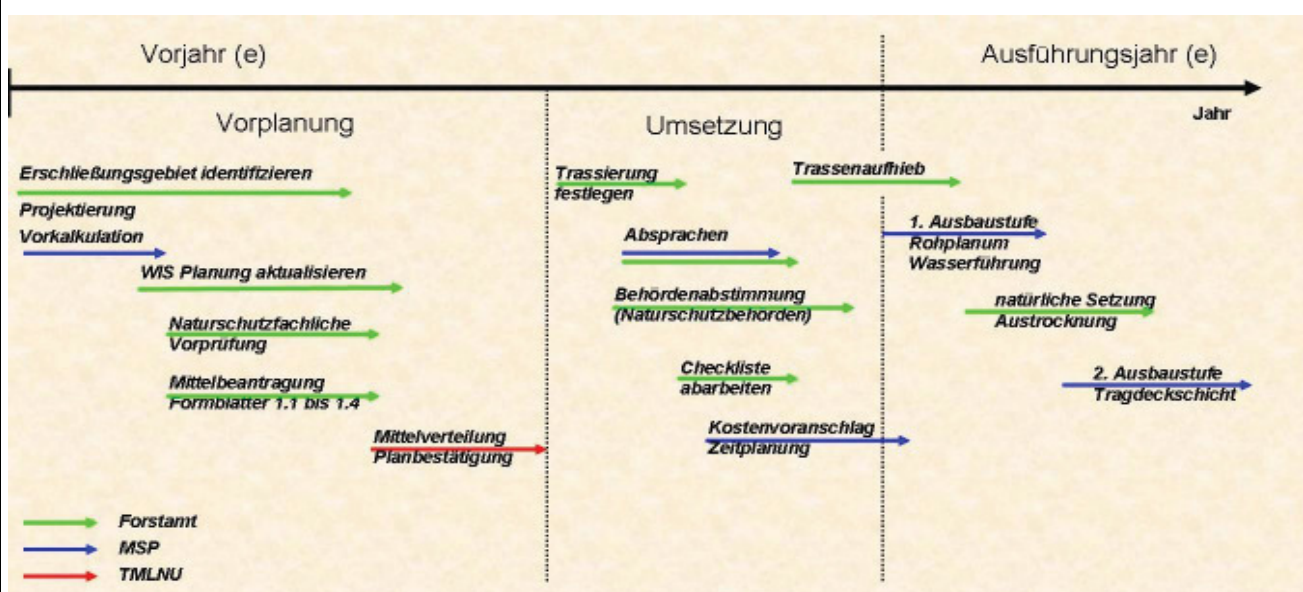 Vorjahr (e)
Ausführungsjahr (e)
Jahr
Vorplanung
Umsetzung
Erschließungsgebiet identifizieren
Projektierung
Vorkalkulation
WIS Planung aktualisieren
Naturschutzfachliche
Vorprüfung
Mittelbeantragung
Formblätter 1.1 bis 1.4
Mittelverteilung
Planbestätigung
Trassierung
festlegen
Absprachen
Behördenabstimmung
(Naturschutzbehörden)
Checkliste
abarbeiten
Kostenvoranschlag
Zeitplanung
Trassenaufhieb
1. Ausbaustufe
Rohplanum
Wasserführung
natürliche Setzung
Austrocknung
2. Ausbaustufe
Tragdeckschicht
Forstamt
MSP
TMLNU